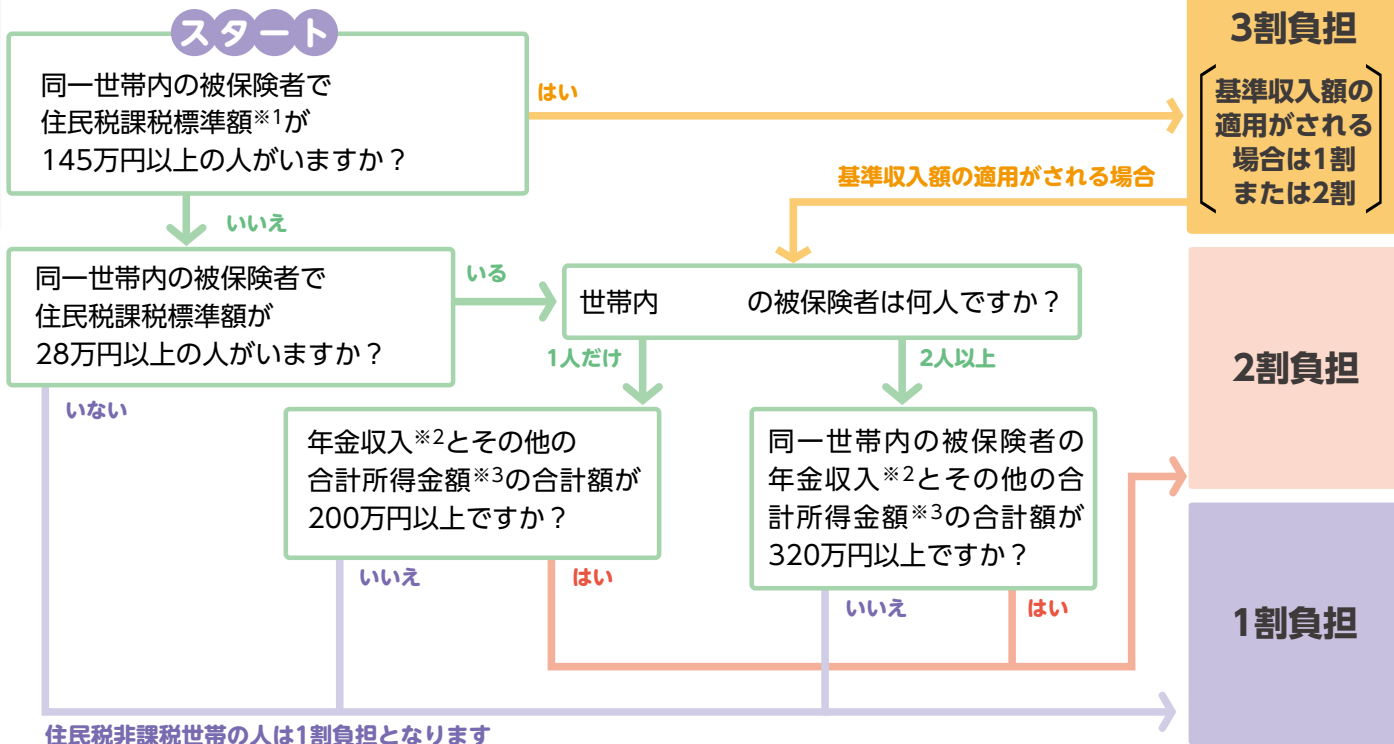 スタート
同一世帯内の被保険者で
住民税課税標準額※1が
145万円以上の人がいますか？
はい
3割負担
基準収入額の
適用がされる
場合は1割
または2割
基準収入額の適用がされる場合
いいえ
同一世帯内の被保険者で
住民税課税標準額が
28万円以上の人がいますか？
いる
世帯内 の被保険者は何人ですか？
1人だけ
2人以上
2割負担
いない
年金収入※2とその他の
合計所得金額※3の合計額が
200万円以上ですか？
同一世帯内の被保険者の
年金収入※2とその他の合
計所得金額※3の合計額が
320万円以上ですか？
いいえ
はい
いいえ
はい
1割負担
住民税非課税世帯の人は1割負担となります